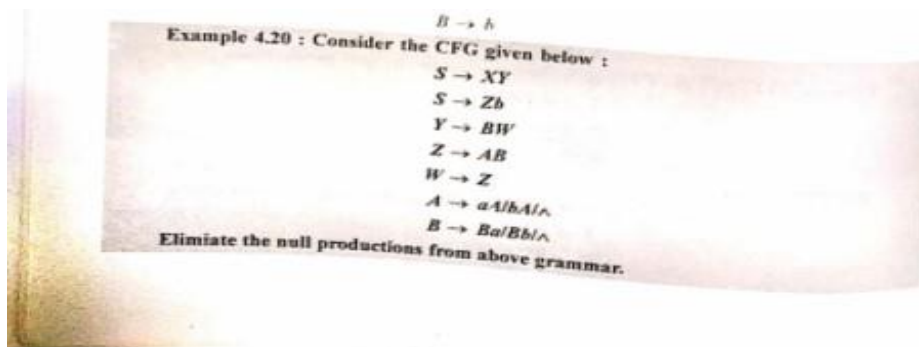 B → b
Example 4.20 : Consider the CFG given below :
S → XY
S → Zb
Y → BW
Z → AB
W → Z
A → aA/bA/∧
B → Ba/Bb/∧
Elimiate the null productions from above grammar.